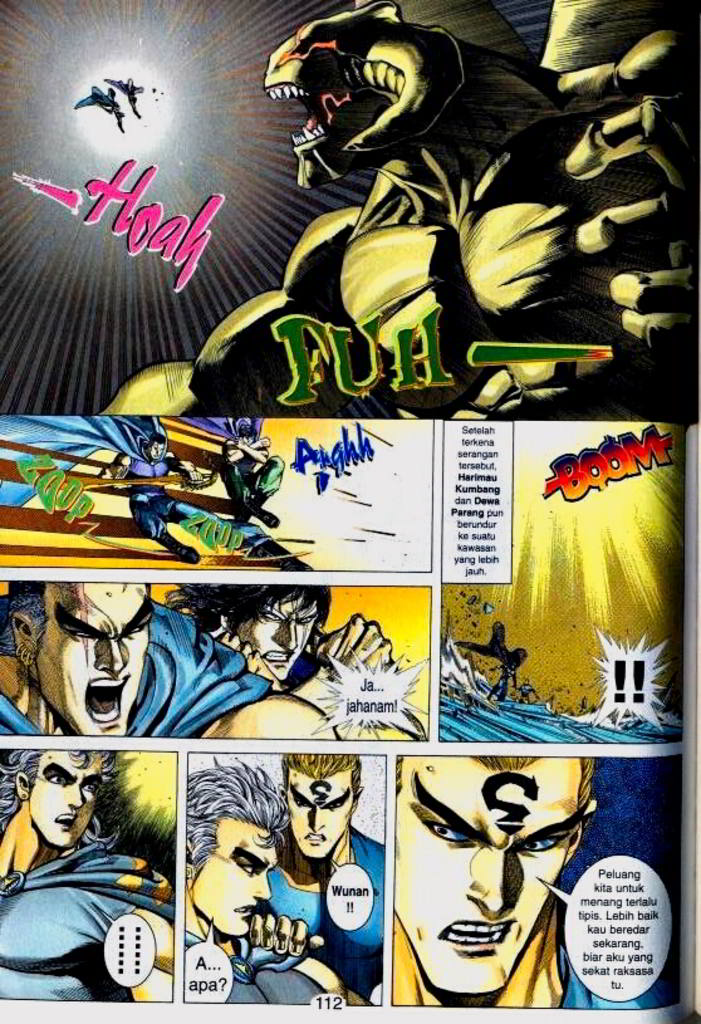 Hoah
FUH
ZOOP
ZOOP
Arghh
Setelah
terkena
serangan
tersebut,
Harimau
Kumbang
dan Dewa
Parang pun
berundur
ke suatu
kawasan
yang lebih
jauh.
BOOM
!!
Ja...
jahanam!
A...
apa?
Wunan
!!
Peluang
kita untuk
menang terlalu
tipis. Lebih baik
kau beredar
sekarang,
biar aku yang
sekat raksasa
tu.
112